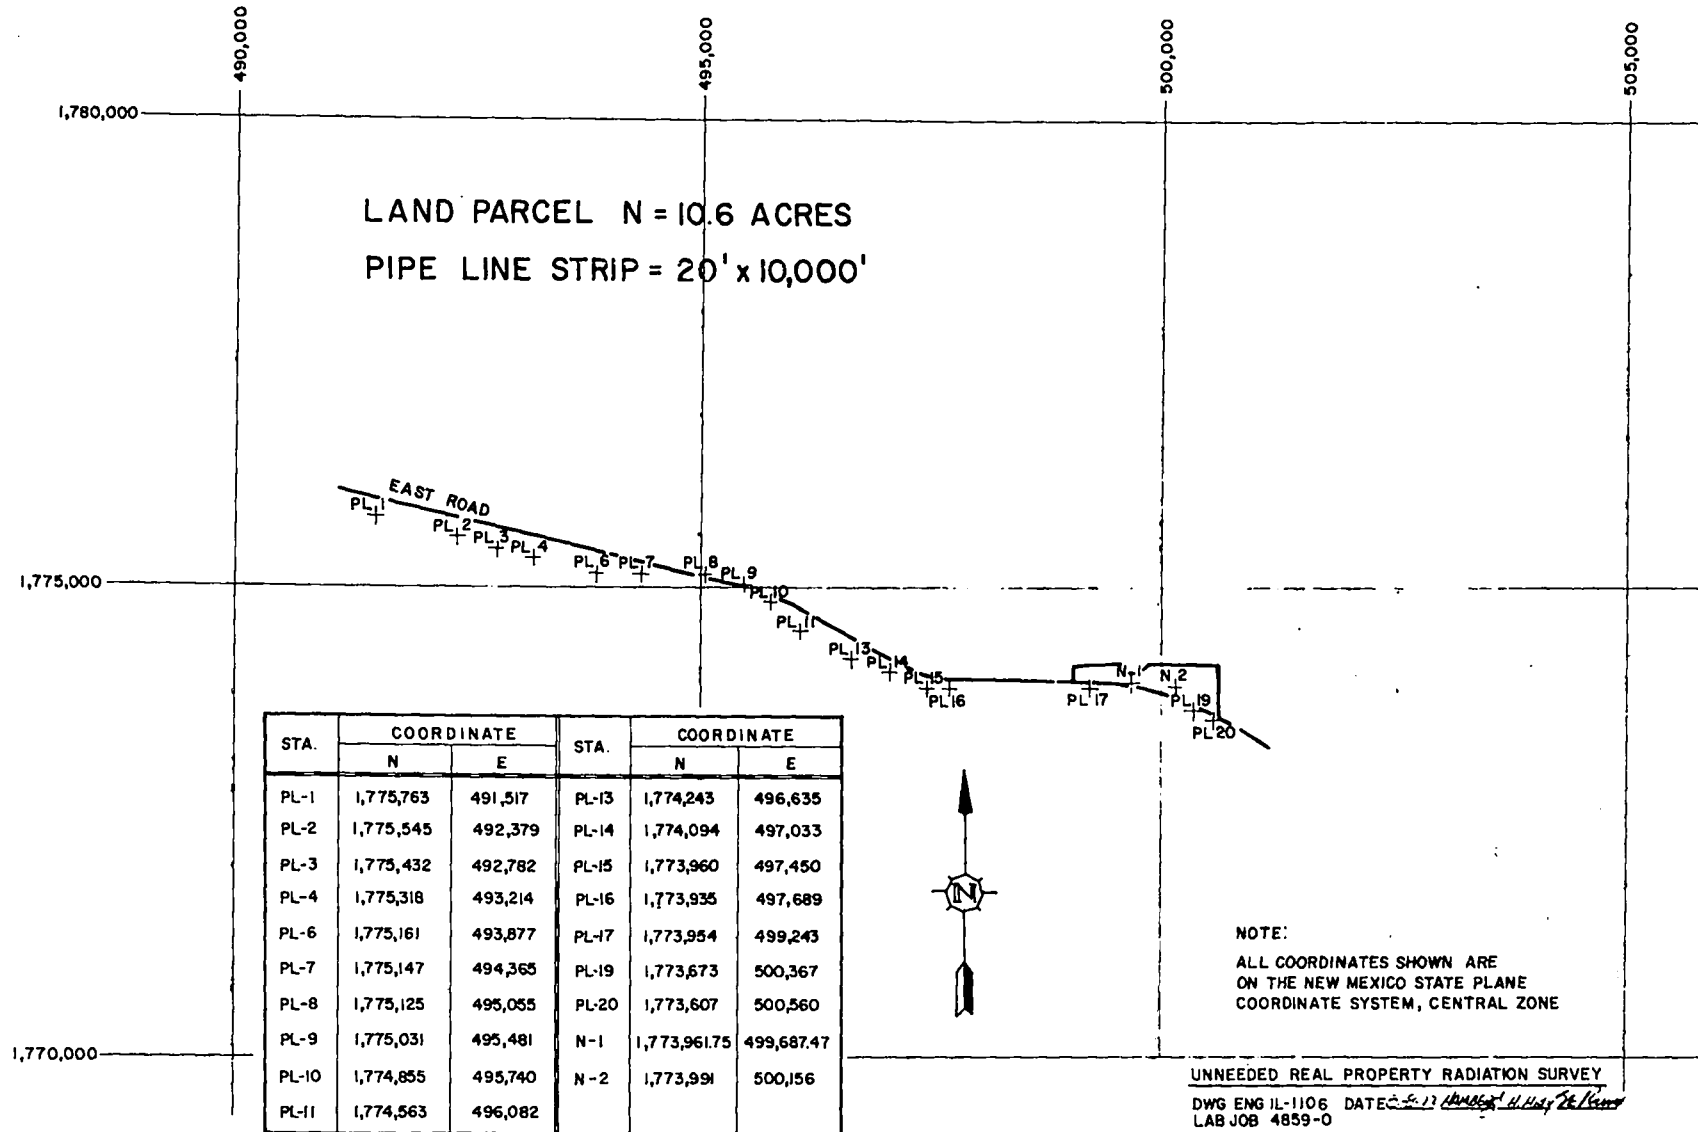 490,000
495,000
500,000
505,000
1,780,000
LAND PARCEL N = 10.6 ACRES
PIPE LINE STRIP = 20' x 10,000'
EAST ROAD
PL 1
PL 2
PL 3
PL 4
PL 6
PL 7
PL 8
PL 9
1,775,000
PL 10
PL 11
PL 13
PL 14
PL 15
PL 16
PL 17
N 1
N 2
PL 19
PL 20
STA. COORDINATE STA. COORDINATE
N E N E
PL-1 1,775,763 491,517 PL-13 1,774,243 496,635
PL-2 1,775,545 492,379 PL-14 1,774,094 497,033
PL-3 1,775,432 492,782 PL-15 1,773,960 497,450
PL-4 1,775,318 493,214 PL-16 1,773,935 497,689
PL-6 1,775,161 493,877 PL-17 1,773,954 499,243
PL-7 1,775,147 494,365 PL-19 1,773,673 500,367
PL-8 1,775,125 495,055 PL-20 1,773,607 500,560
PL-9 1,775,031 495,481 N-1 1,773,961.75 499,687.47
PL-10 1,774,855 495,740 N-2 1,773,991 500,156
PL-11 1,774,563 496,082
N
NOTE:
ALL COORDINATES SHOWN ARE
ON THE NEW MEXICO STATE PLANE
COORDINATE SYSTEM, CENTRAL ZONE
1,770,000
UNNEEDED REAL PROPERTY RADIATION SURVEY
DWG ENG IL-1106 DATE
LAB JOB 4859-0